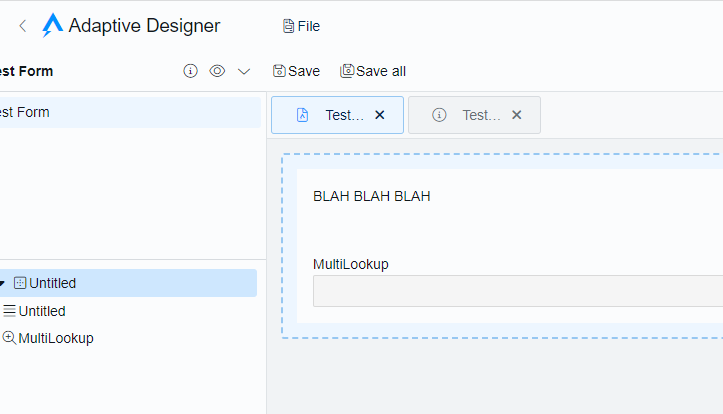 Adaptive Designer
File
est Form
Save
Save all
est Form
Test...
Test...
BLAH BLAH BLAH
MultiLookup
Untitled
Untitled
MultiLookup